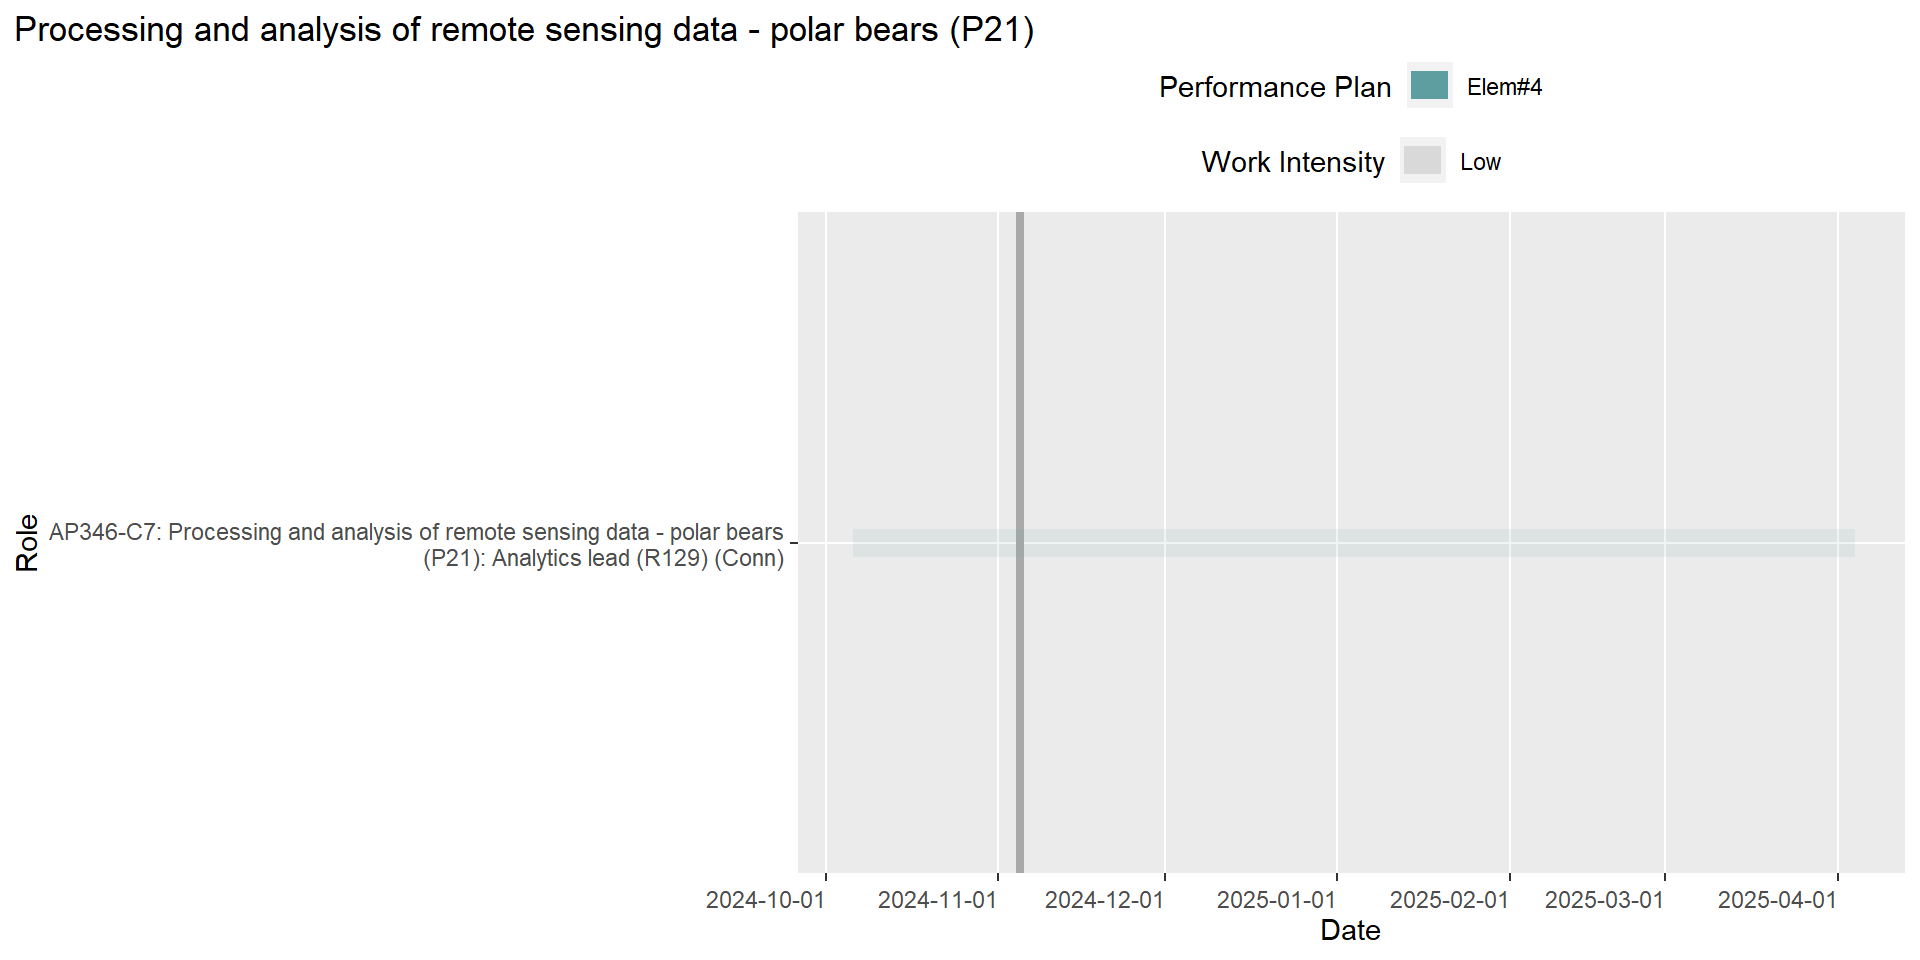 Processing and analysis of remote sensing data - polar bears (P21)
Performance Plan Elem#4
Work Intensity Low
Role
AP346-C7: Processing and analysis of remote sensing data - polar bears
(P21): Analytics lead (R129) (Conn)
2024-10-01 2024-11-01 2024-12-01 2025-01-01 2025-02-01 2025-03-01 2025-04-01
Date